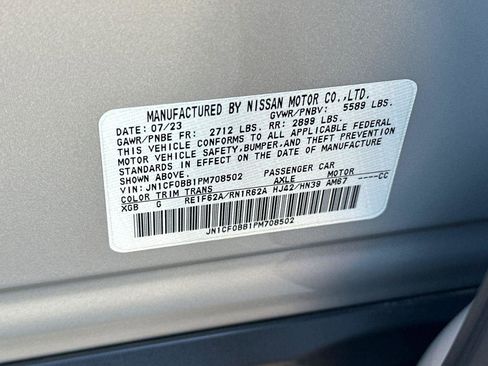 MANUFACTURED BY NISSAN MOTOR CO.,LTD.
DATE: 07/23 GVWR/PNBV: 5589 LBS.
GAWR/PNBE FR: 2712 LBS. RR: 2899 LBS.
THIS VEHICLE CONFORMS TO ALL APPLICABLE FEDERAL
MOTOR VEHICLE SAFETY,BUMPER,AND THEFT PREVENTION
STANDARDS IN EFFECT ON THE DATE OF MANUFACTURE
SHOWN ABOVE.
VIN: JN1CF0BB1PM708502 PASSENGER CAR
COLOR TRIM TRANS AXLE MOTOR
XGB G RE1F62A/RN1R62A HJ42/HN39 AM67 ----CC
JN1CF0BB1PM708502